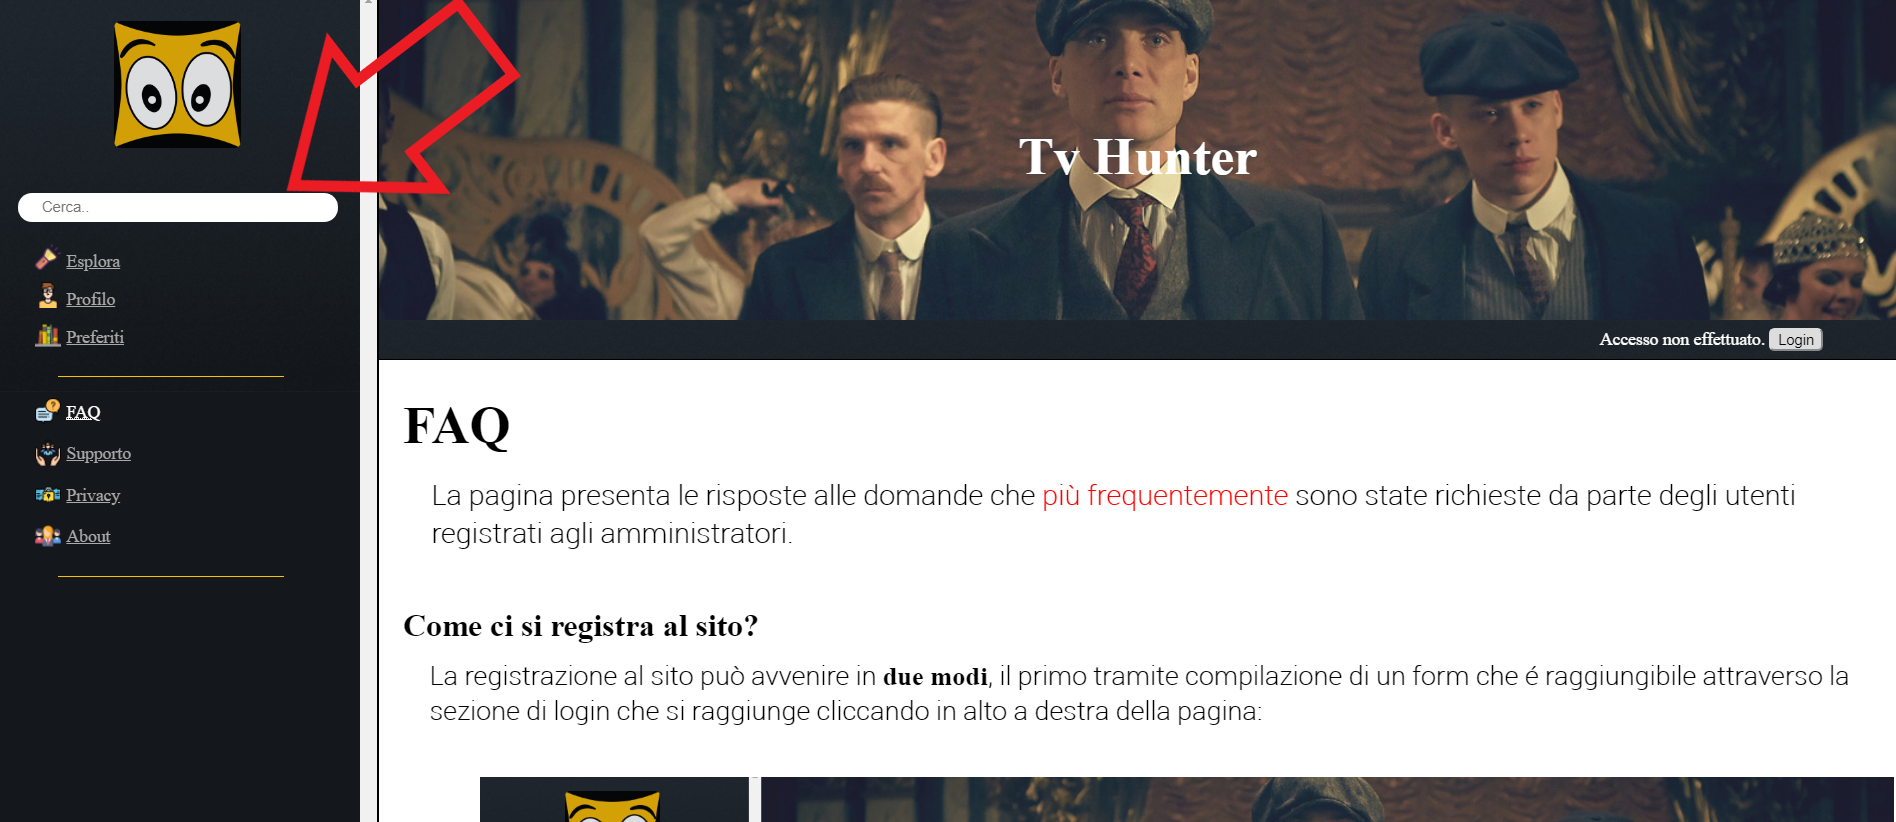 Cerca..
Esplora
Profilo
Preferiti
FAQ
Supporto
Privacy
About
Tv Hunter
Accesso non effettuato. Login
FAQ
La pagina presenta le risposte alle domande che più frequentemente sono state richieste da parte degli utenti
registrati agli amministratori.
Come ci si registra al sito?
La registrazione al sito può avvenire in due modi, il primo tramite compilazione di un form che é raggiungibile attraverso la
sezione di login che si raggiunge cliccando in alto a destra della pagina: